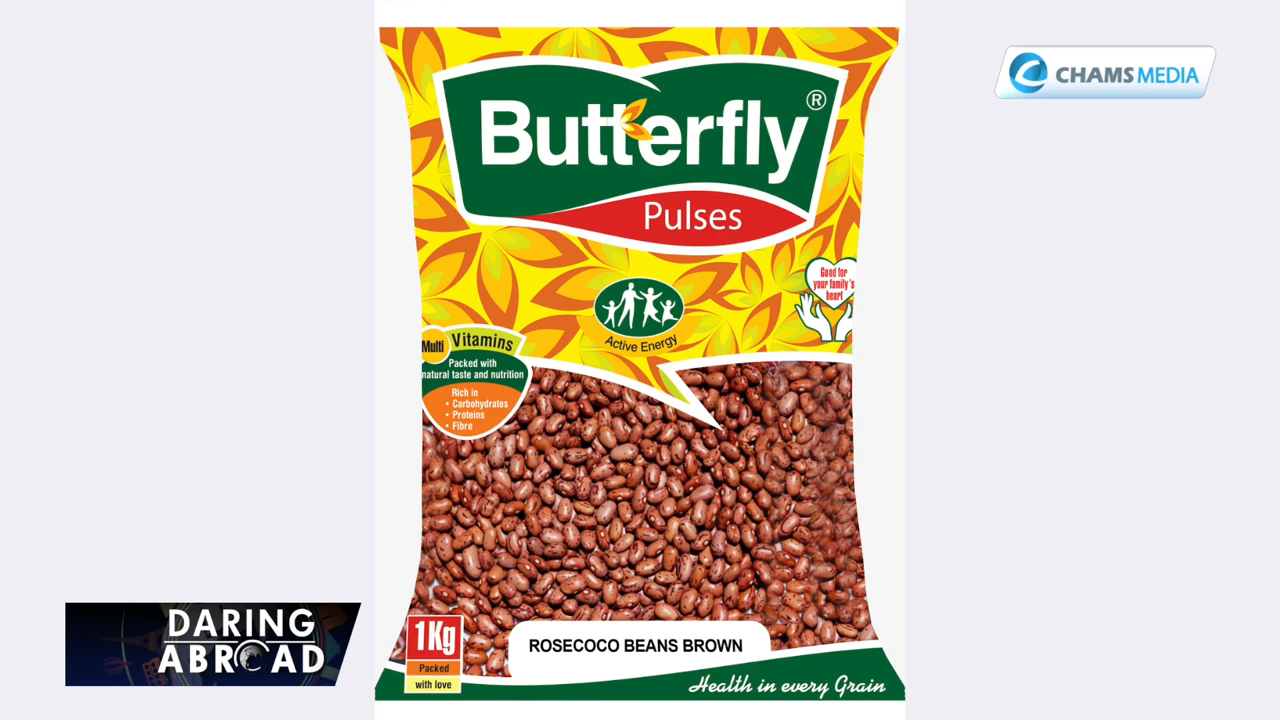 CHAMS MEDIA
Butterfly®
Pulses
Good for
your family's
heart
Active Energy
Multi Vitamins
Packed with
natural taste and nutrition
Rich in
• Carbohydrates
• Proteins
• Fibre
1Kg
Packed
with love
ROSECOCO BEANS BROWN
Health in every Grain
DARING
ABROAD